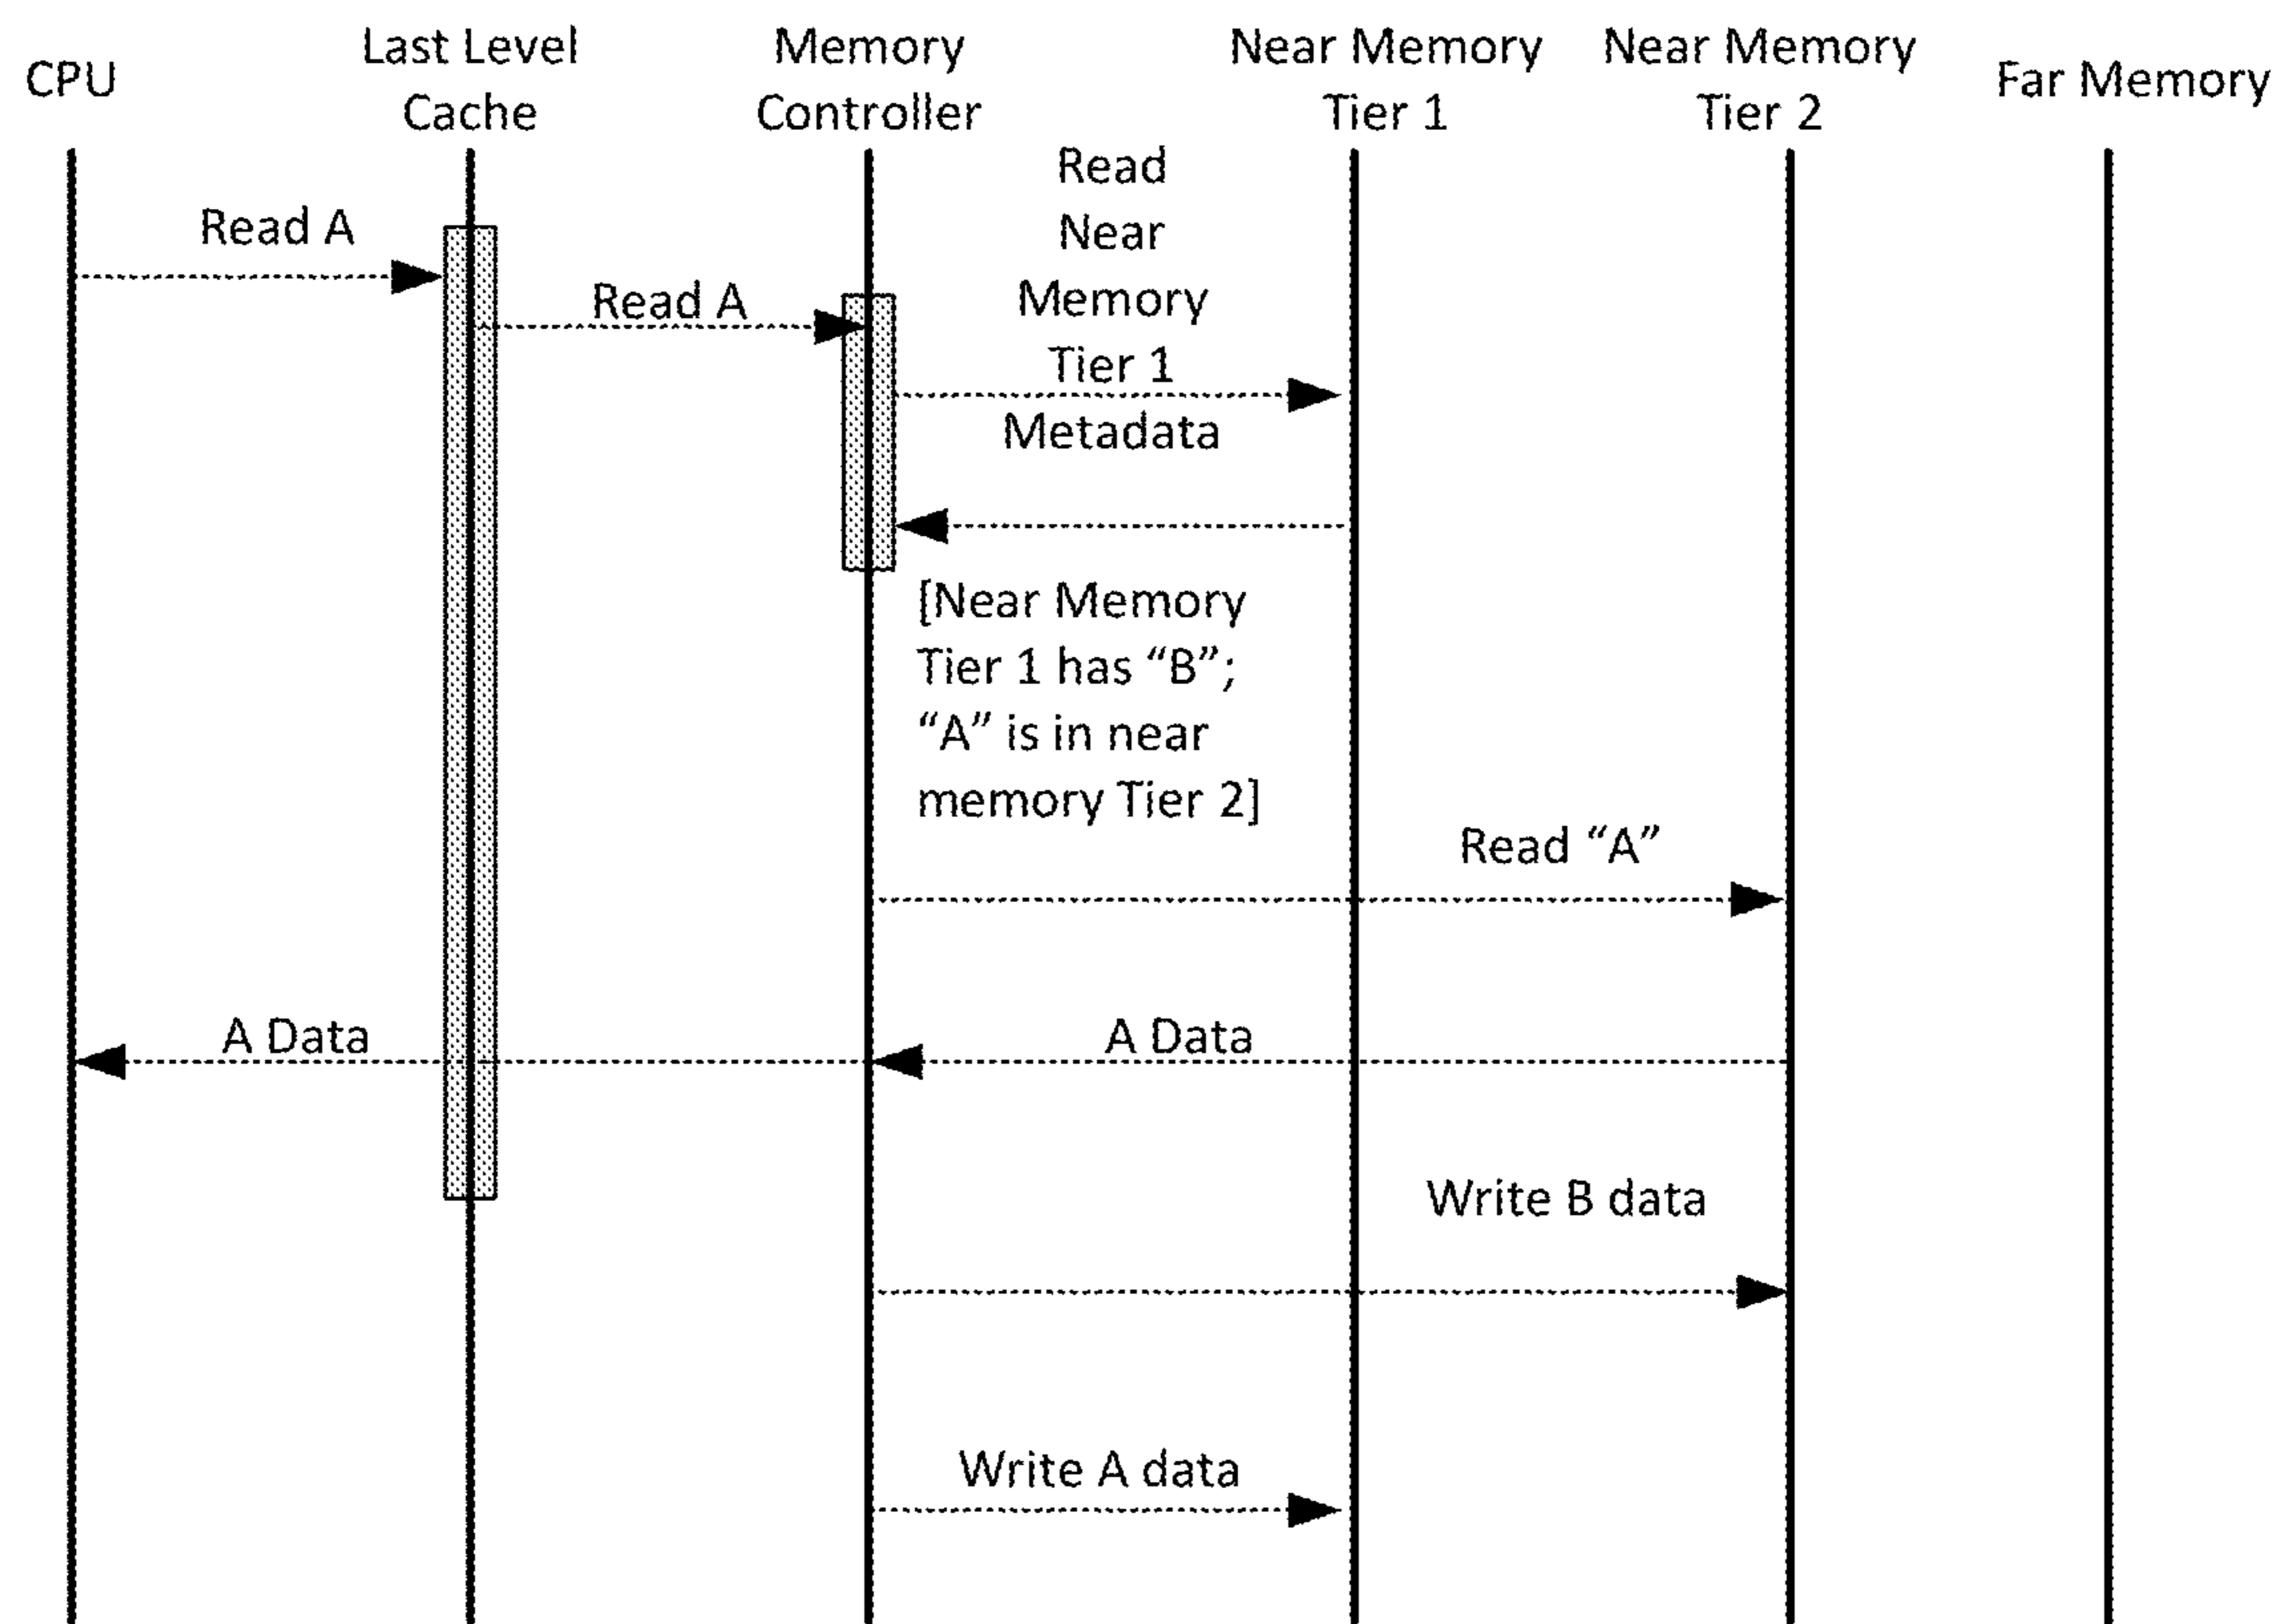 CPU
Last Level
Cache
Memory
Controller
Near Memory
Tier 1
Near Memory
Tier 2
Far Memory
Read A
Read A
Read
Near
Memory
Tier 1
Metadata
[Near Memory
Tier 1 has “B”;
“A” is in near
memory Tier 2]
Read “A”
A Data
A Data
Write B data
Write A data